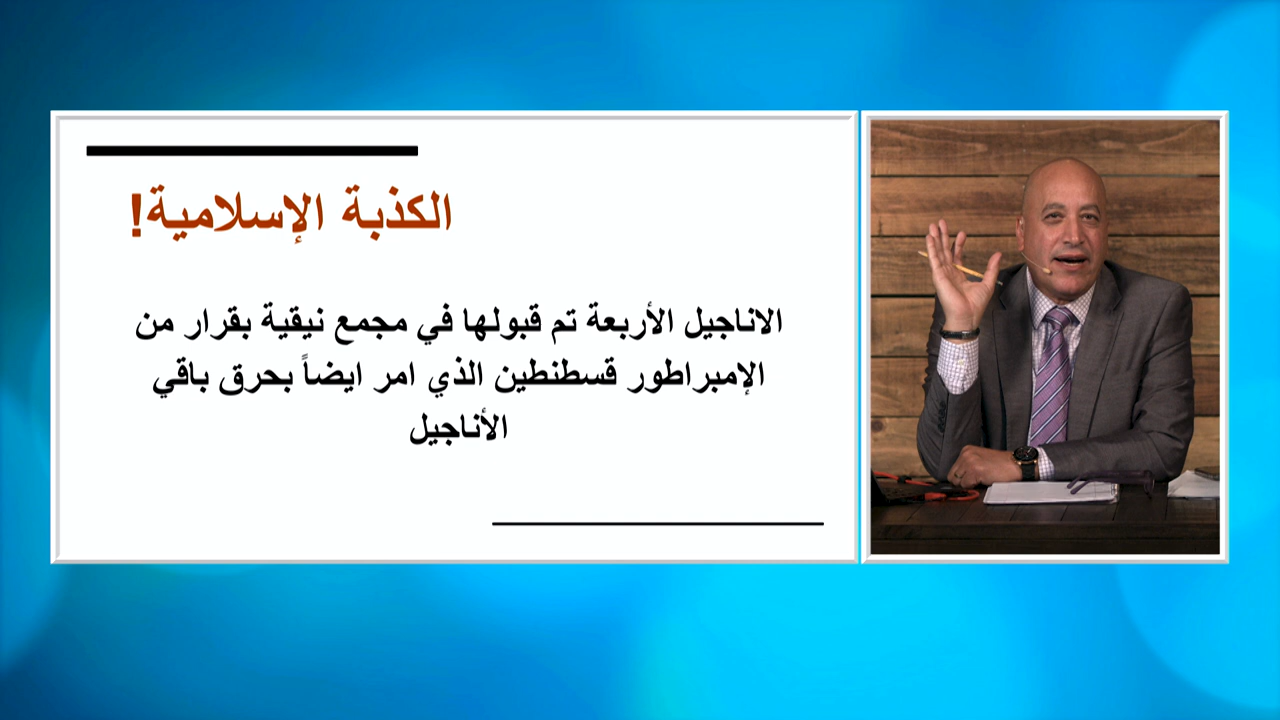 الكذبة الإسلامية!
الاناجيل الأربعة تم قبولها في مجمع نيقية بقرار من
الإمبراطور قسطنطين الذي امر ايضاً بحرق باقي
الأناجيل